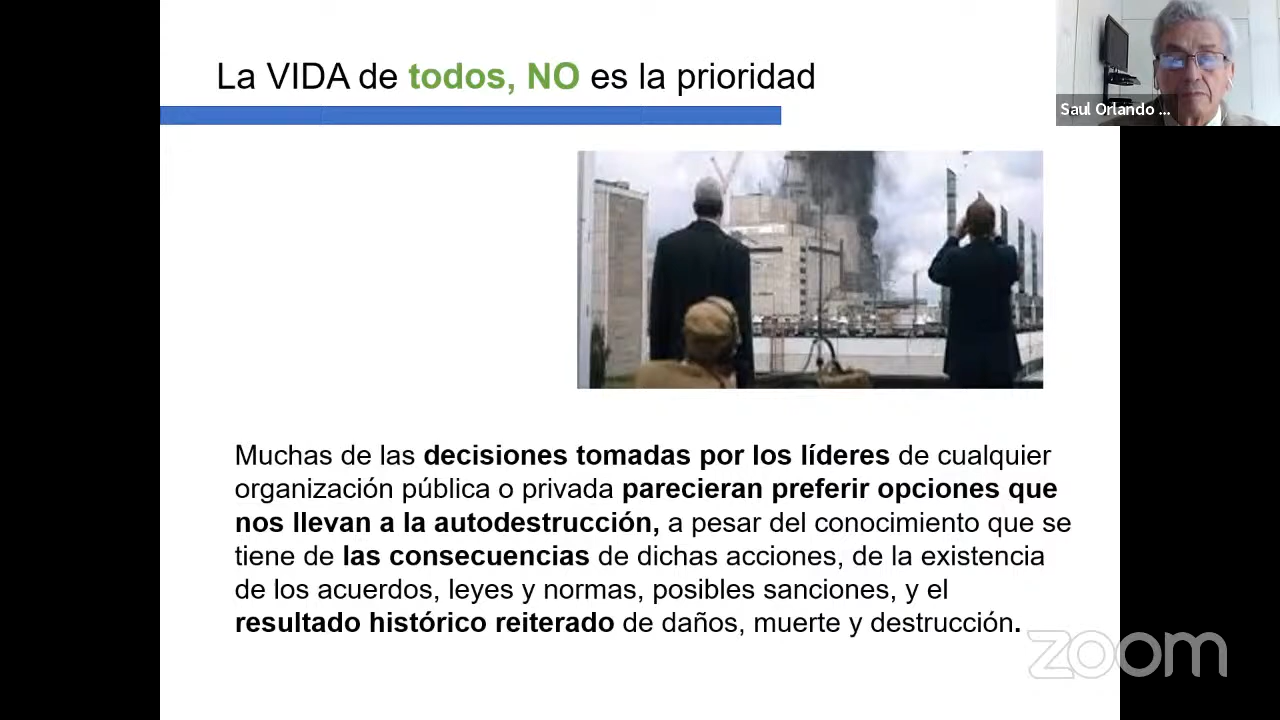 La VIDA de todos, NO es la prioridad
Saul Orlando ...
Muchas de las decisiones tomadas por los líderes de cualquier
organización pública o privada parecieran preferir opciones que
nos llevan a la autodestrucción, a pesar del conocimiento que se
tiene de las consecuencias de dichas acciones, de la existencia
de los acuerdos, leyes y normas, posibles sanciones, y el
resultado histórico reiterado de daños, muerte y destrucción.
zoom